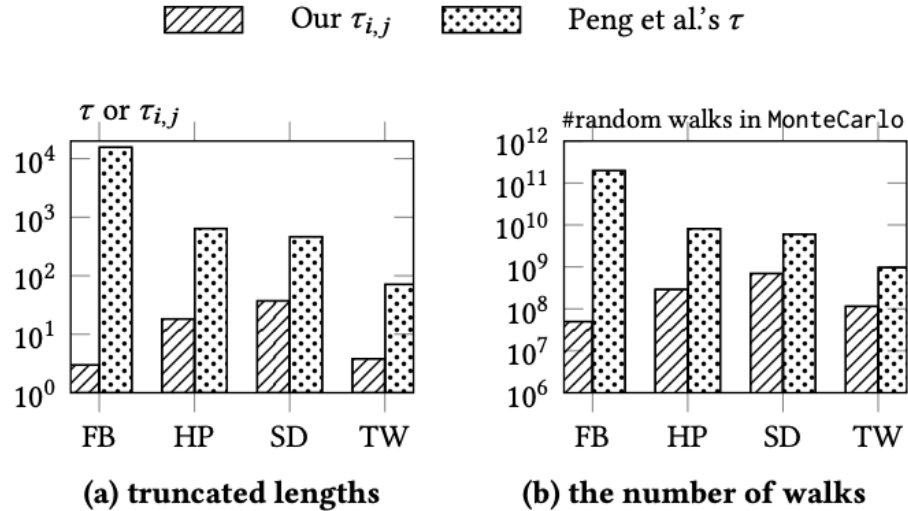 Our τi,j Peng et al.'s τ
τ or τi,j
10^4
10^3
10^2
10^1
10^0
FB HP SD TW
(a) truncated lengths
#random walks in MonteCarlo
10^12
10^11
10^10
10^9
10^8
10^7
10^6
FB HP SD TW
(b) the number of walks